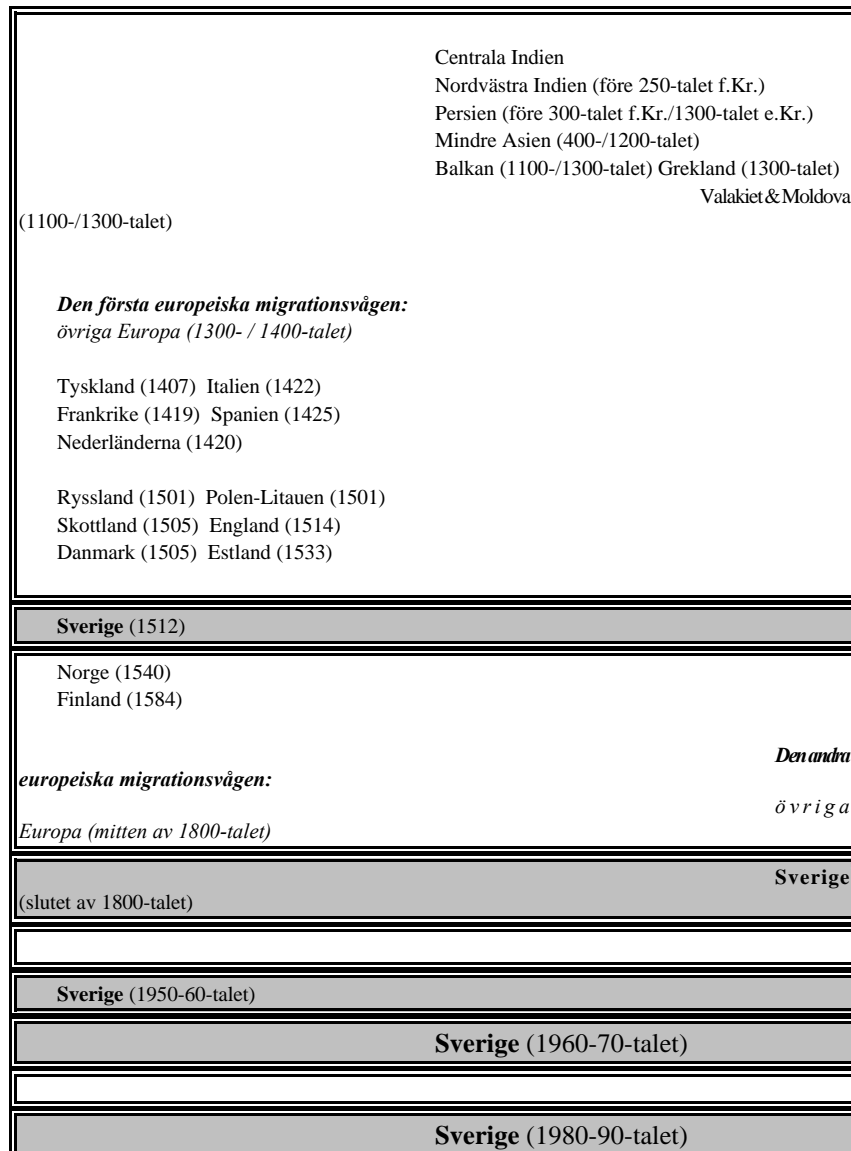 Centrala Indien
Nordvästra Indien (före 250-talet f.Kr.)
Persien (före 300-talet f.Kr./1300-talet e.Kr.)
Mindre Asien (400-/1200-talet)
Balkan (1100-/1300-talet) Grekland (1300-talet)
Valakiet & Moldova
(1100-/1300-talet)
Den första europeiska migrationsvågen:
övriga Europa (1300- / 1400-talet)
Tyskland (1407) Italien (1422)
Frankrike (1419) Spanien (1425)
Nederländerna (1420)
Ryssland (1501) Polen-Litauen (1501)
Skottland (1505) England (1514)
Danmark (1505) Estland (1533)
Sverige (1512)
Norge (1540)
Finland (1584)
Den andra
europeiska migrationsvågen:
övriga
Europa (mitten av 1800-talet)
Sverige
(slutet av 1800-talet)
Sverige (1950-60-talet)
Sverige (1960-70-talet)
Sverige (1980-90-talet)